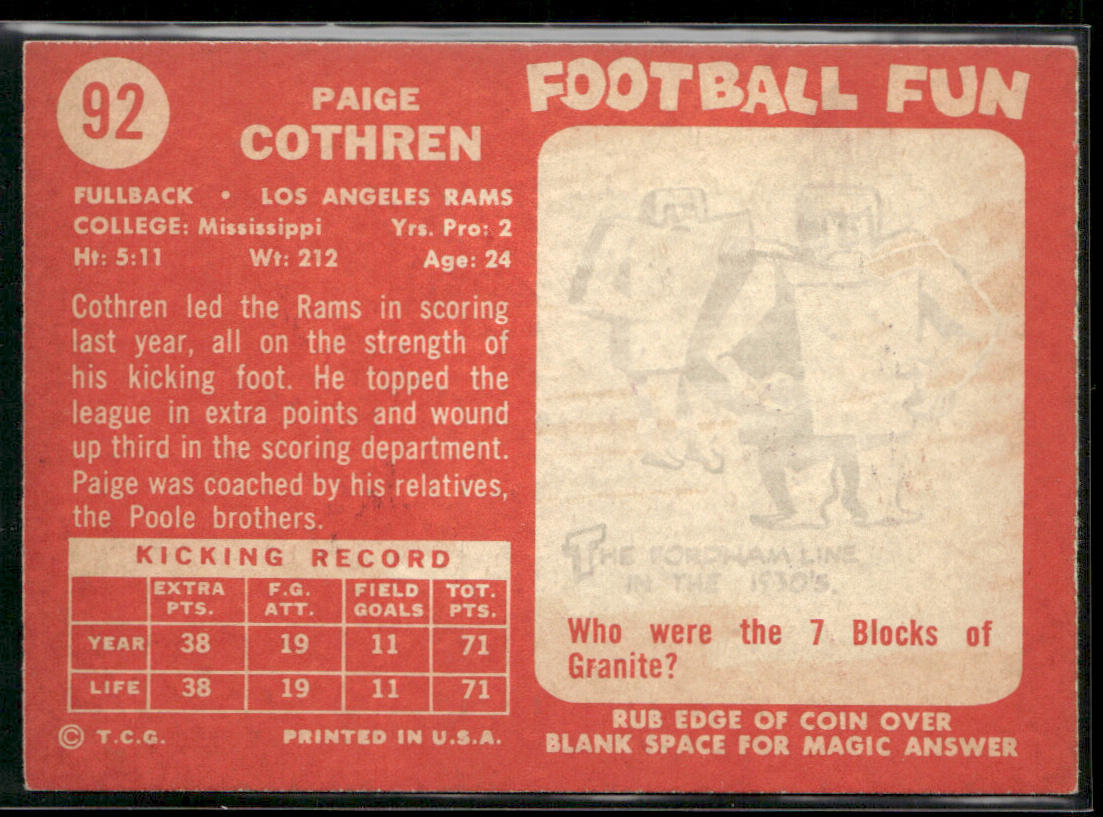 92
PAIGE
COTHREN
FULLBACK • LOS ANGELES RAMS
COLLEGE: Mississippi Yrs. Pro: 2
Ht: 5:11 Wt: 212 Age: 24
Cothren led the Rams in scoring
last year, all on the strength of
his kicking foot. He topped the
league in extra points and wound
up third in the scoring department.
Paige was coached by his relatives,
the Poole brothers.
KICKING RECORD
EXTRA PTS. F.G. ATT. FIELD GOALS TOT. PTS.
YEAR 38 19 11 71
LIFE 38 19 11 71
© T.C.G. PRINTED IN U.S.A.
FOOTBALL FUN
THE FORDHAM LINE
IN THE 1930'S.
Who were the 7 Blocks of
Granite?
RUB EDGE OF COIN OVER
BLANK SPACE FOR MAGIC ANSWER